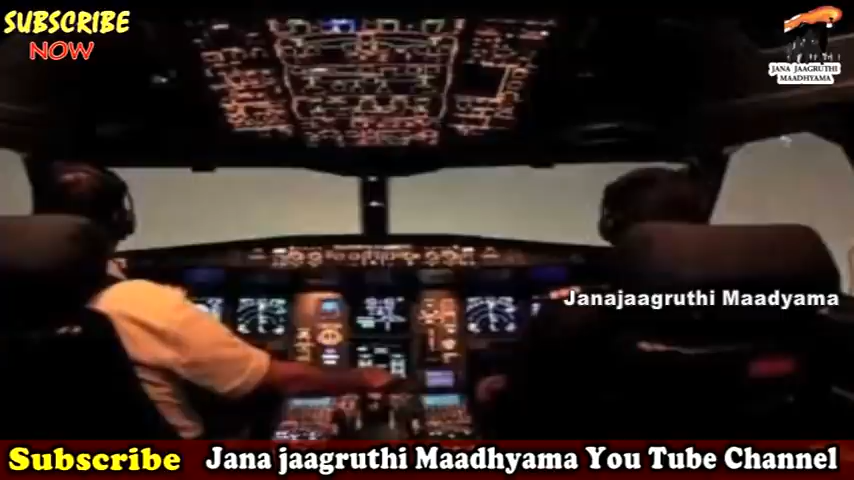 SUBSCRIBE
NOW
JANA JAAGRUTHI
MAADHYAMA
Janajaagruthi Maadyama
Subscribe Jana jaagruthi Maadhyama You Tube Channel